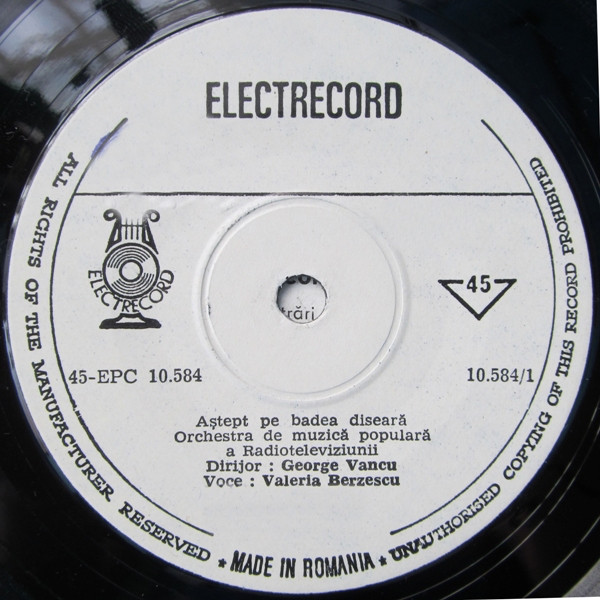 ELECTRECORD
ELECTRECORD
45
45-EPC 10.584
10.584/1
Aştept pe badea diseară
Orchestra de muzică populară
a Radioteleviziunii
Dirijor : George Vancu
Voce : Valeria Berzescu
ALL RIGHTS OF THE MANUFACTURER RESERVED ★ MADE IN ROMANIA ★ UNAUTHORISED COPYING OF THIS RECORD PROHIBITED
trări